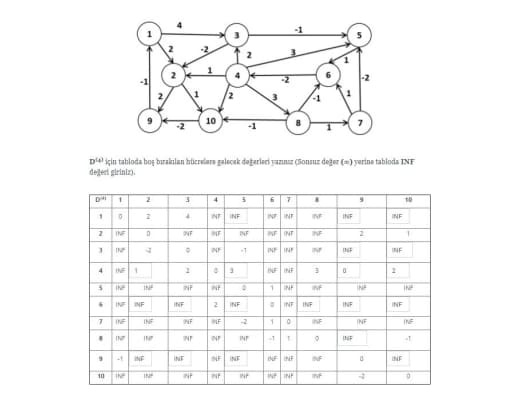 4 -1
1 3 5
2 -2 2 3 1
2 1 4 -2 6 -2
-1 2 1 2 3 -1 1
9 -2 10 -1 8 1 7
D⁽⁴⁾ için tabloda boş bırakılan hücrelere gelecek değerleri yazınız (Sonsuz değer (∞) yerine tabloda INF
değeri giriniz).
D⁽⁴⁾ 1 2 3 4 5 6 7 8 9 10
1 0 2 4 INF INF INF INF INF INF INF
2 INF 0 INF INF INF INF INF INF 2 1
3 INF -2 0 INF -1 INF INF INF INF INF
4 INF 1 2 0 3 INF INF 3 0 2
5 INF INF INF INF 0 1 INF INF INF INF
6 INF INF INF 2 INF 0 INF INF INF INF
7 INF INF INF INF -2 1 0 INF INF INF
8 INF INF INF INF INF -1 1 0 INF -1
9 -1 INF INF INF INF INF INF INF 0 INF
10 INF INF INF INF INF INF INF INF -2 0